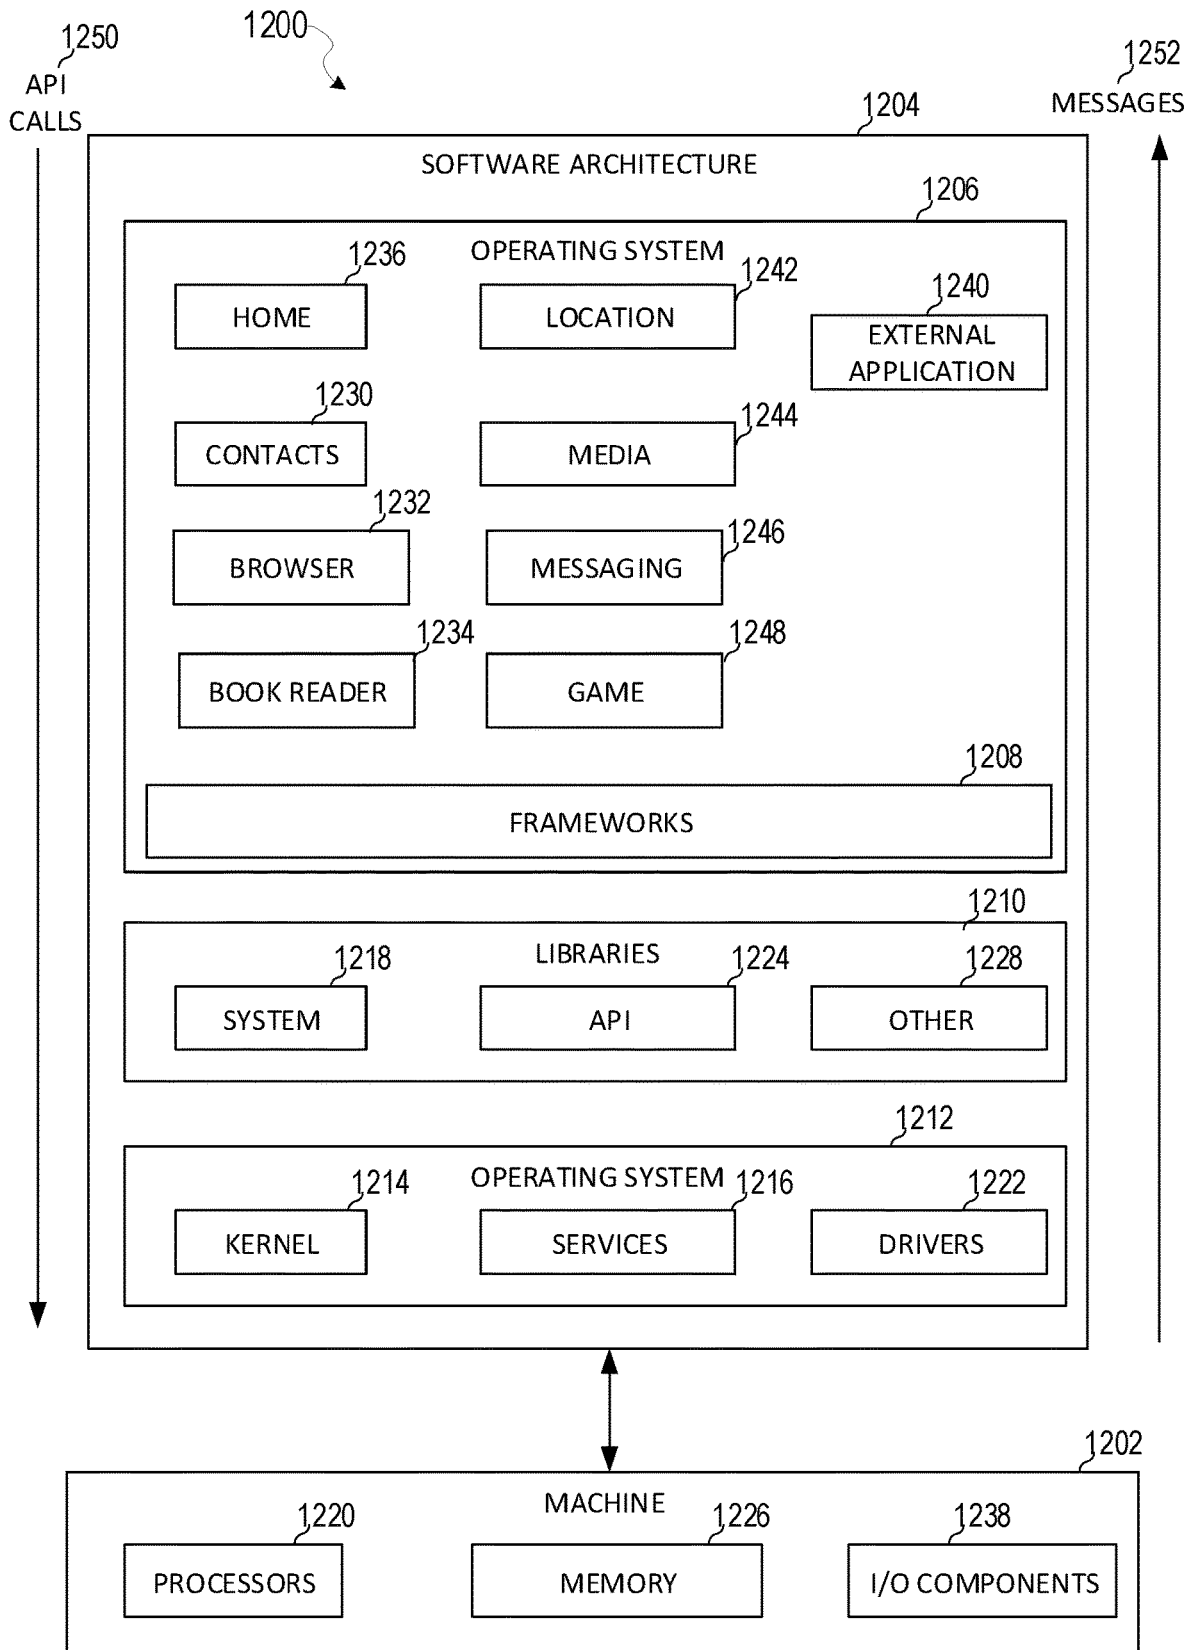 1200
1250
API
CALLS
1252
MESSAGES
1204
SOFTWARE ARCHITECTURE
1206
OPERATING SYSTEM
1236
HOME
1242
LOCATION
1240
EXTERNAL
APPLICATION
1230
CONTACTS
1244
MEDIA
1232
BROWSER
1246
MESSAGING
1234
BOOK READER
1248
GAME
1208
FRAMEWORKS
1210
LIBRARIES
1218
SYSTEM
1224
API
1228
OTHER
1212
OPERATING SYSTEM
1214
KERNEL
1216
SERVICES
1222
DRIVERS
1202
MACHINE
1220
PROCESSORS
1226
MEMORY
1238
I/O COMPONENTS